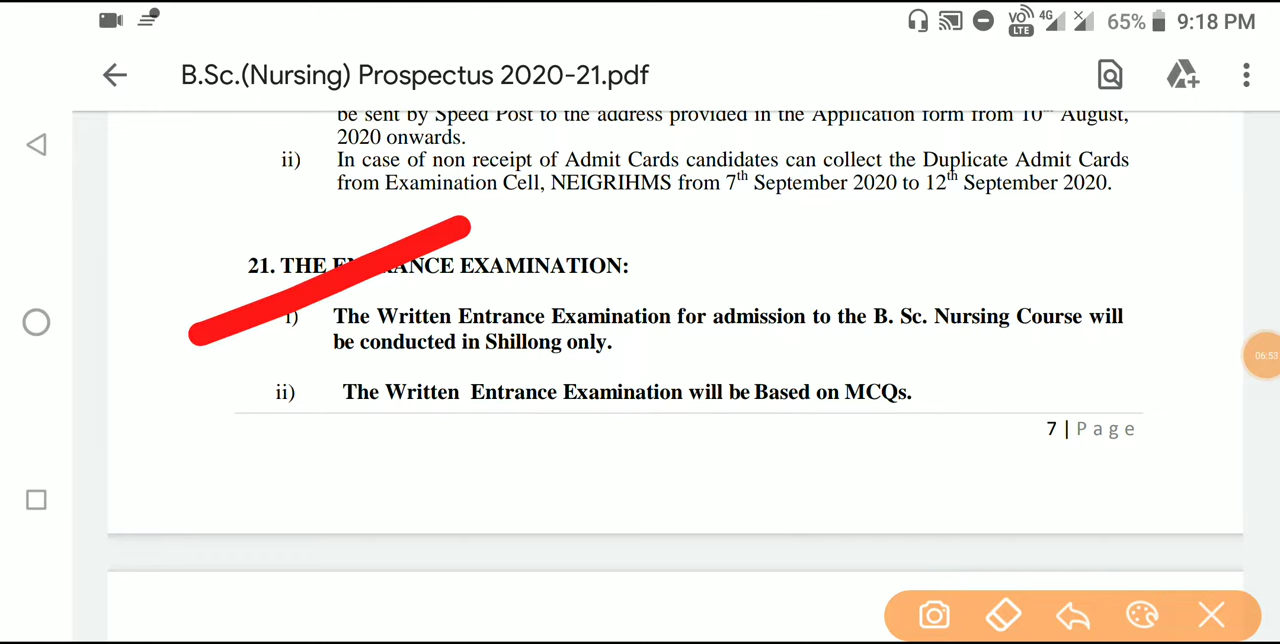 VO 4G 65% 9:18 PM
LTE
B.Sc.(Nursing) Prospectus 2020-21.pdf
be sent by Speed Post to the address provided in the Application form from 10th August,
2020 onwards.
ii) In case of non receipt of Admit Cards candidates can collect the Duplicate Admit Cards
from Examination Cell, NEIGRIHMS from 7th September 2020 to 12th September 2020.
21. THE ENTRANCE EXAMINATION:
i) The Written Entrance Examination for admission to the B. Sc. Nursing Course will
be conducted in Shillong only.
06:53
ii) The Written Entrance Examination will be Based on MCQs.
7 | Page